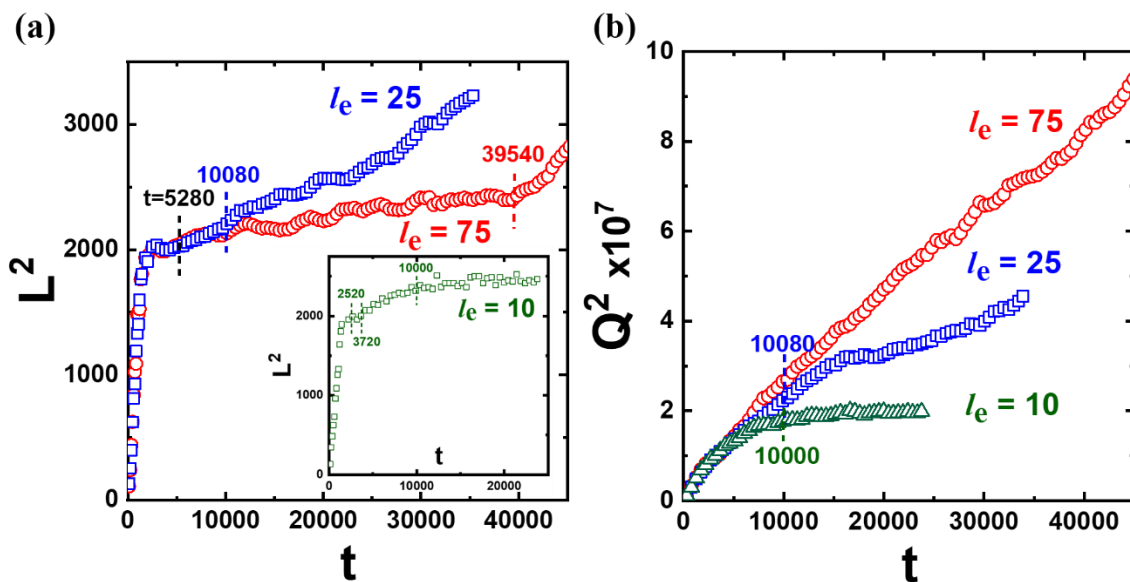 (a)
L²
3000
2000
1000
0
0
10000
20000
30000
40000
t
lₑ = 25
10080
39540
t=5280
lₑ = 75
L²
2000
1000
0
0
10000
20000
t
2520
3720
10000
lₑ = 10
(b)
Q² x10⁷
10
8
6
4
2
0
0
10000
20000
30000
40000
t
lₑ = 75
lₑ = 25
10080
lₑ = 10
10000